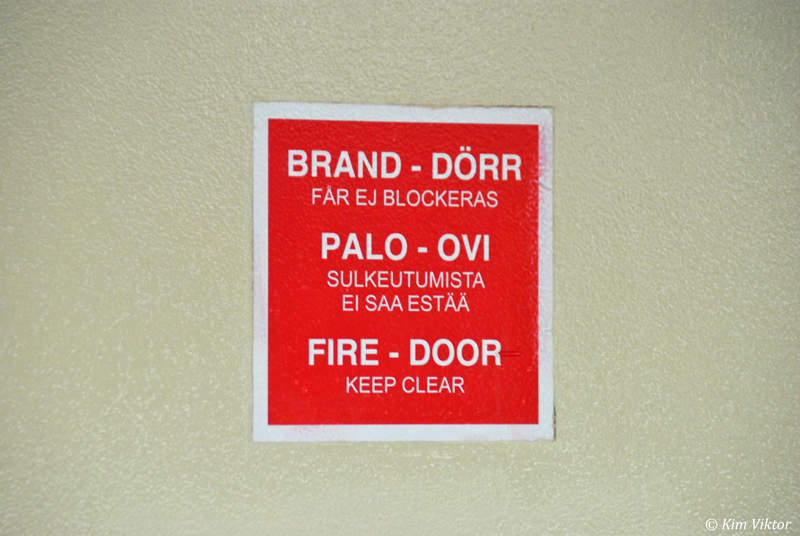 BRAND - DÖRR
FÅR EJ BLOCKERAS
PALO - OVI
SULKEUTUMISTA
EI SAA ESTÄÄ
FIRE - DOOR
KEEP CLEAR
© Kim Viktor